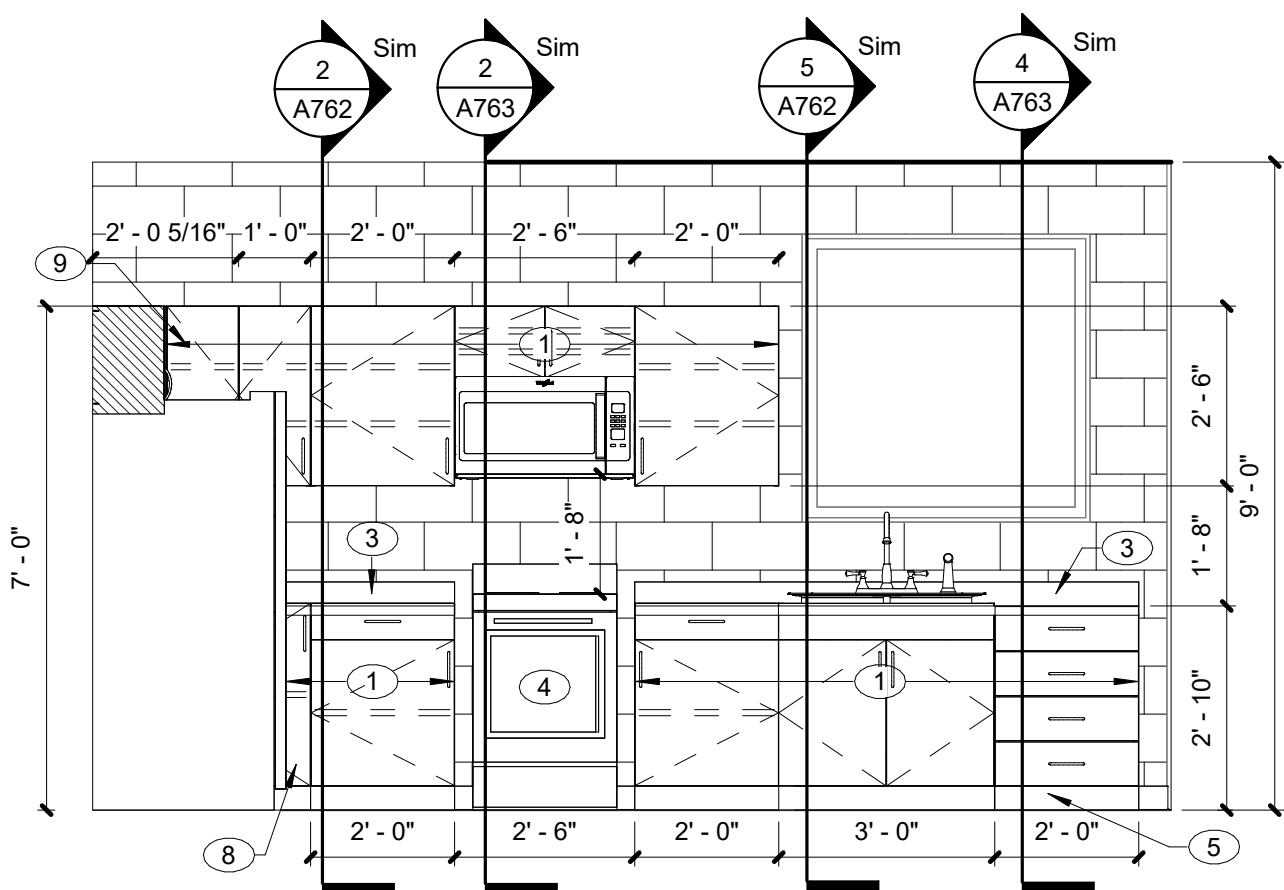 Sim
Sim
Sim
Sim
2
A762
2
A763
5
A762
4
A763
2' - 0 5/16"
1' - 0"
2' - 0"
2' - 6"
2' - 0"
9
1
2' - 6"
9' - 0"
7' - 0"
1' - 8"
1' - 8"
3
3
1
4
1
2' - 10"
8
2' - 0"
2' - 6"
2' - 0"
3' - 0"
2' - 0"
5